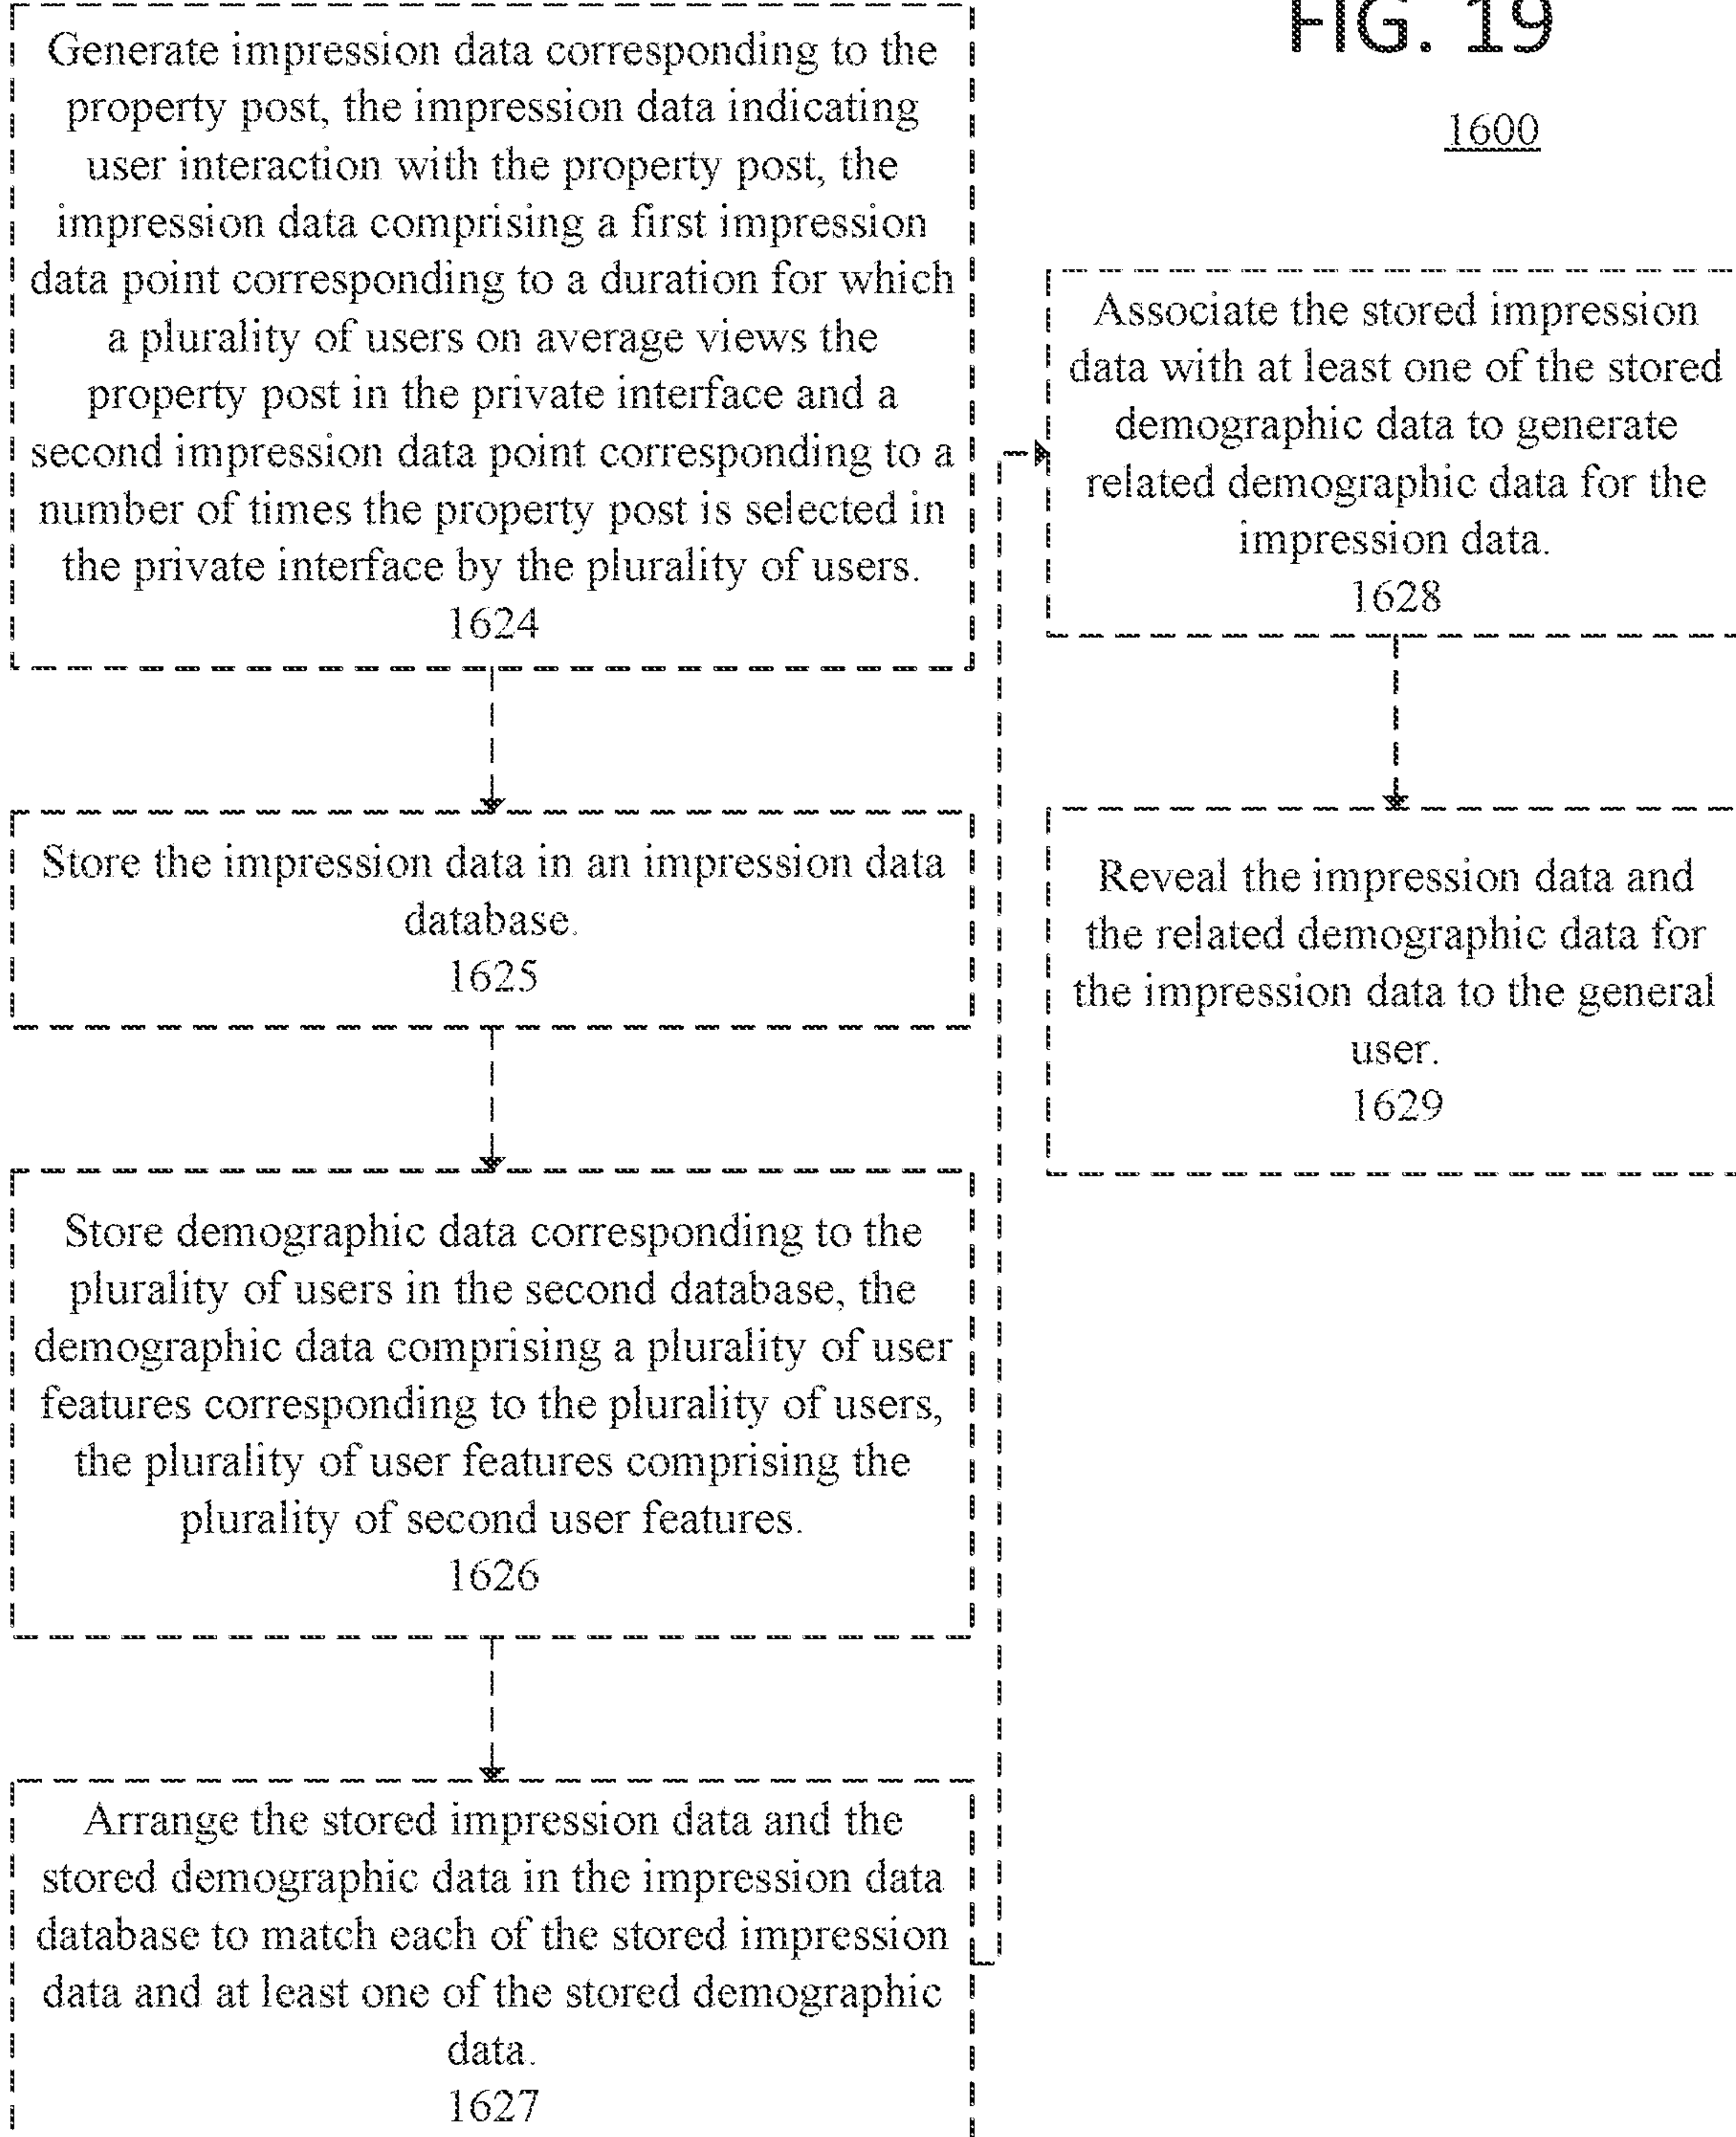 FIG. 19
1600
Generate impression data corresponding to the
property post, the impression data indicating
user interaction with the property post, the
impression data comprising a first impression
data point corresponding to a duration for which
a plurality of users on average views the
property post in the private interface and a
second impression data point corresponding to a
number of times the property post is selected in
the private interface by the plurality of users.
1624
Store the impression data in an impression data
database.
1625
Store demographic data corresponding to the
plurality of users in the second database, the
demographic data comprising a plurality of user
features corresponding to the plurality of users,
the plurality of user features comprising the
plurality of second user features.
1626
Arrange the stored impression data and the
stored demographic data in the impression data
database to match each of the stored impression
data and at least one of the stored demographic
data.
1627
Associate the stored impression
data with at least one of the stored
demographic data to generate
related demographic data for the
impression data.
1628
Reveal the impression data and
the related demographic data for
the impression data to the general
user.
1629